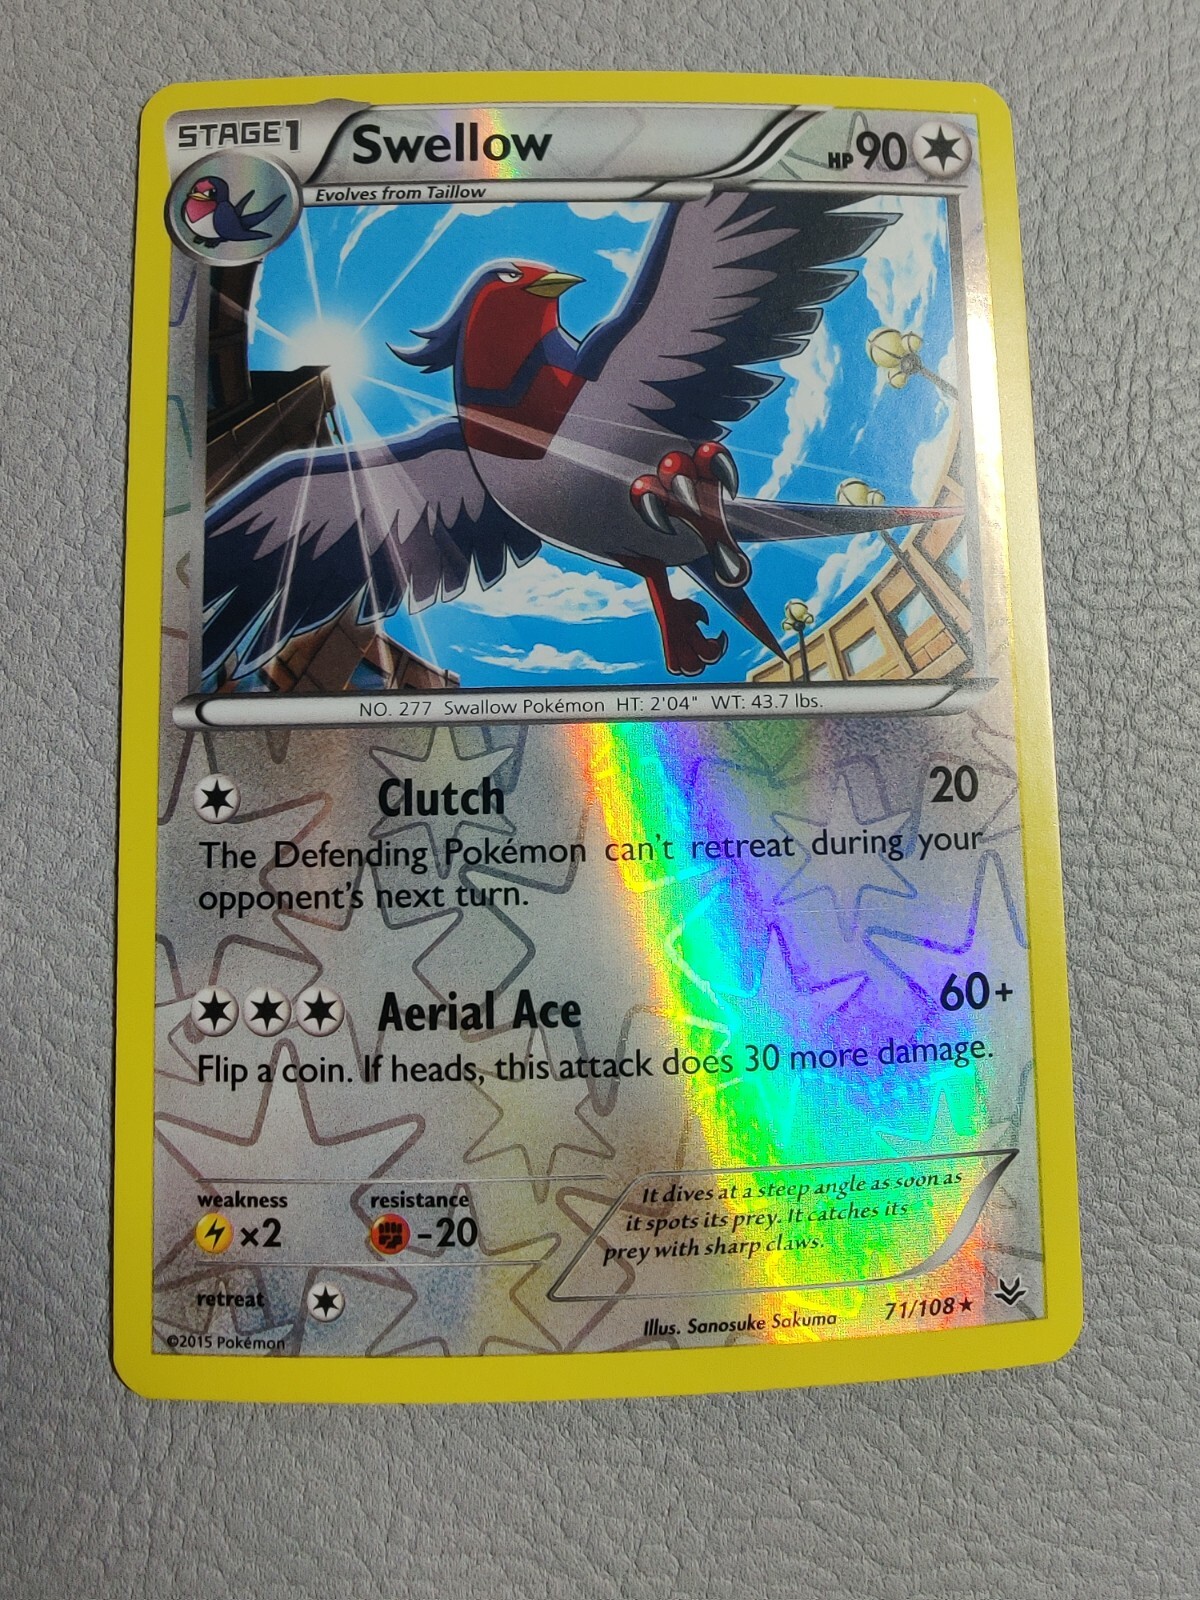 STAGE1 Swellow HP 90
Evolves from Taillow
NO. 277 Swallow Pokémon HT: 2'04" WT: 43.7 lbs.
Clutch 20
The Defending Pokémon can't retreat during your
opponent's next turn.
Aerial Ace 60+
Flip a coin. If heads, this attack does 30 more damage.
weakness resistance
×2 -20
retreat
It dives at a steep angle as soon as
it spots its prey. It catches its
prey with sharp claws.
©2015 Pokémon
Illus. Sanosuke Sakuma 71/108★